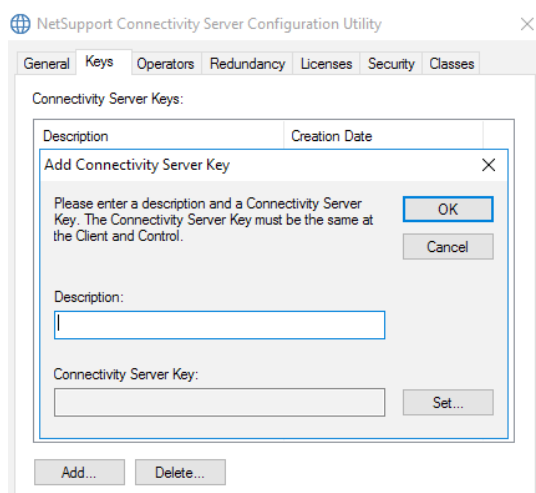 NetSupport Connectivity Server Configuration Utility
General Keys Operators Redundancy Licenses Security Classes
Connectivity Server Keys:
Description Creation Date
Add Connectivity Server Key
Please enter a description and a Connectivity Server
Key. The Connectivity Server Key must be the same at
the Client and Control.
OK
Cancel
Description:
Connectivity Server Key:
Set...
Add... Delete...